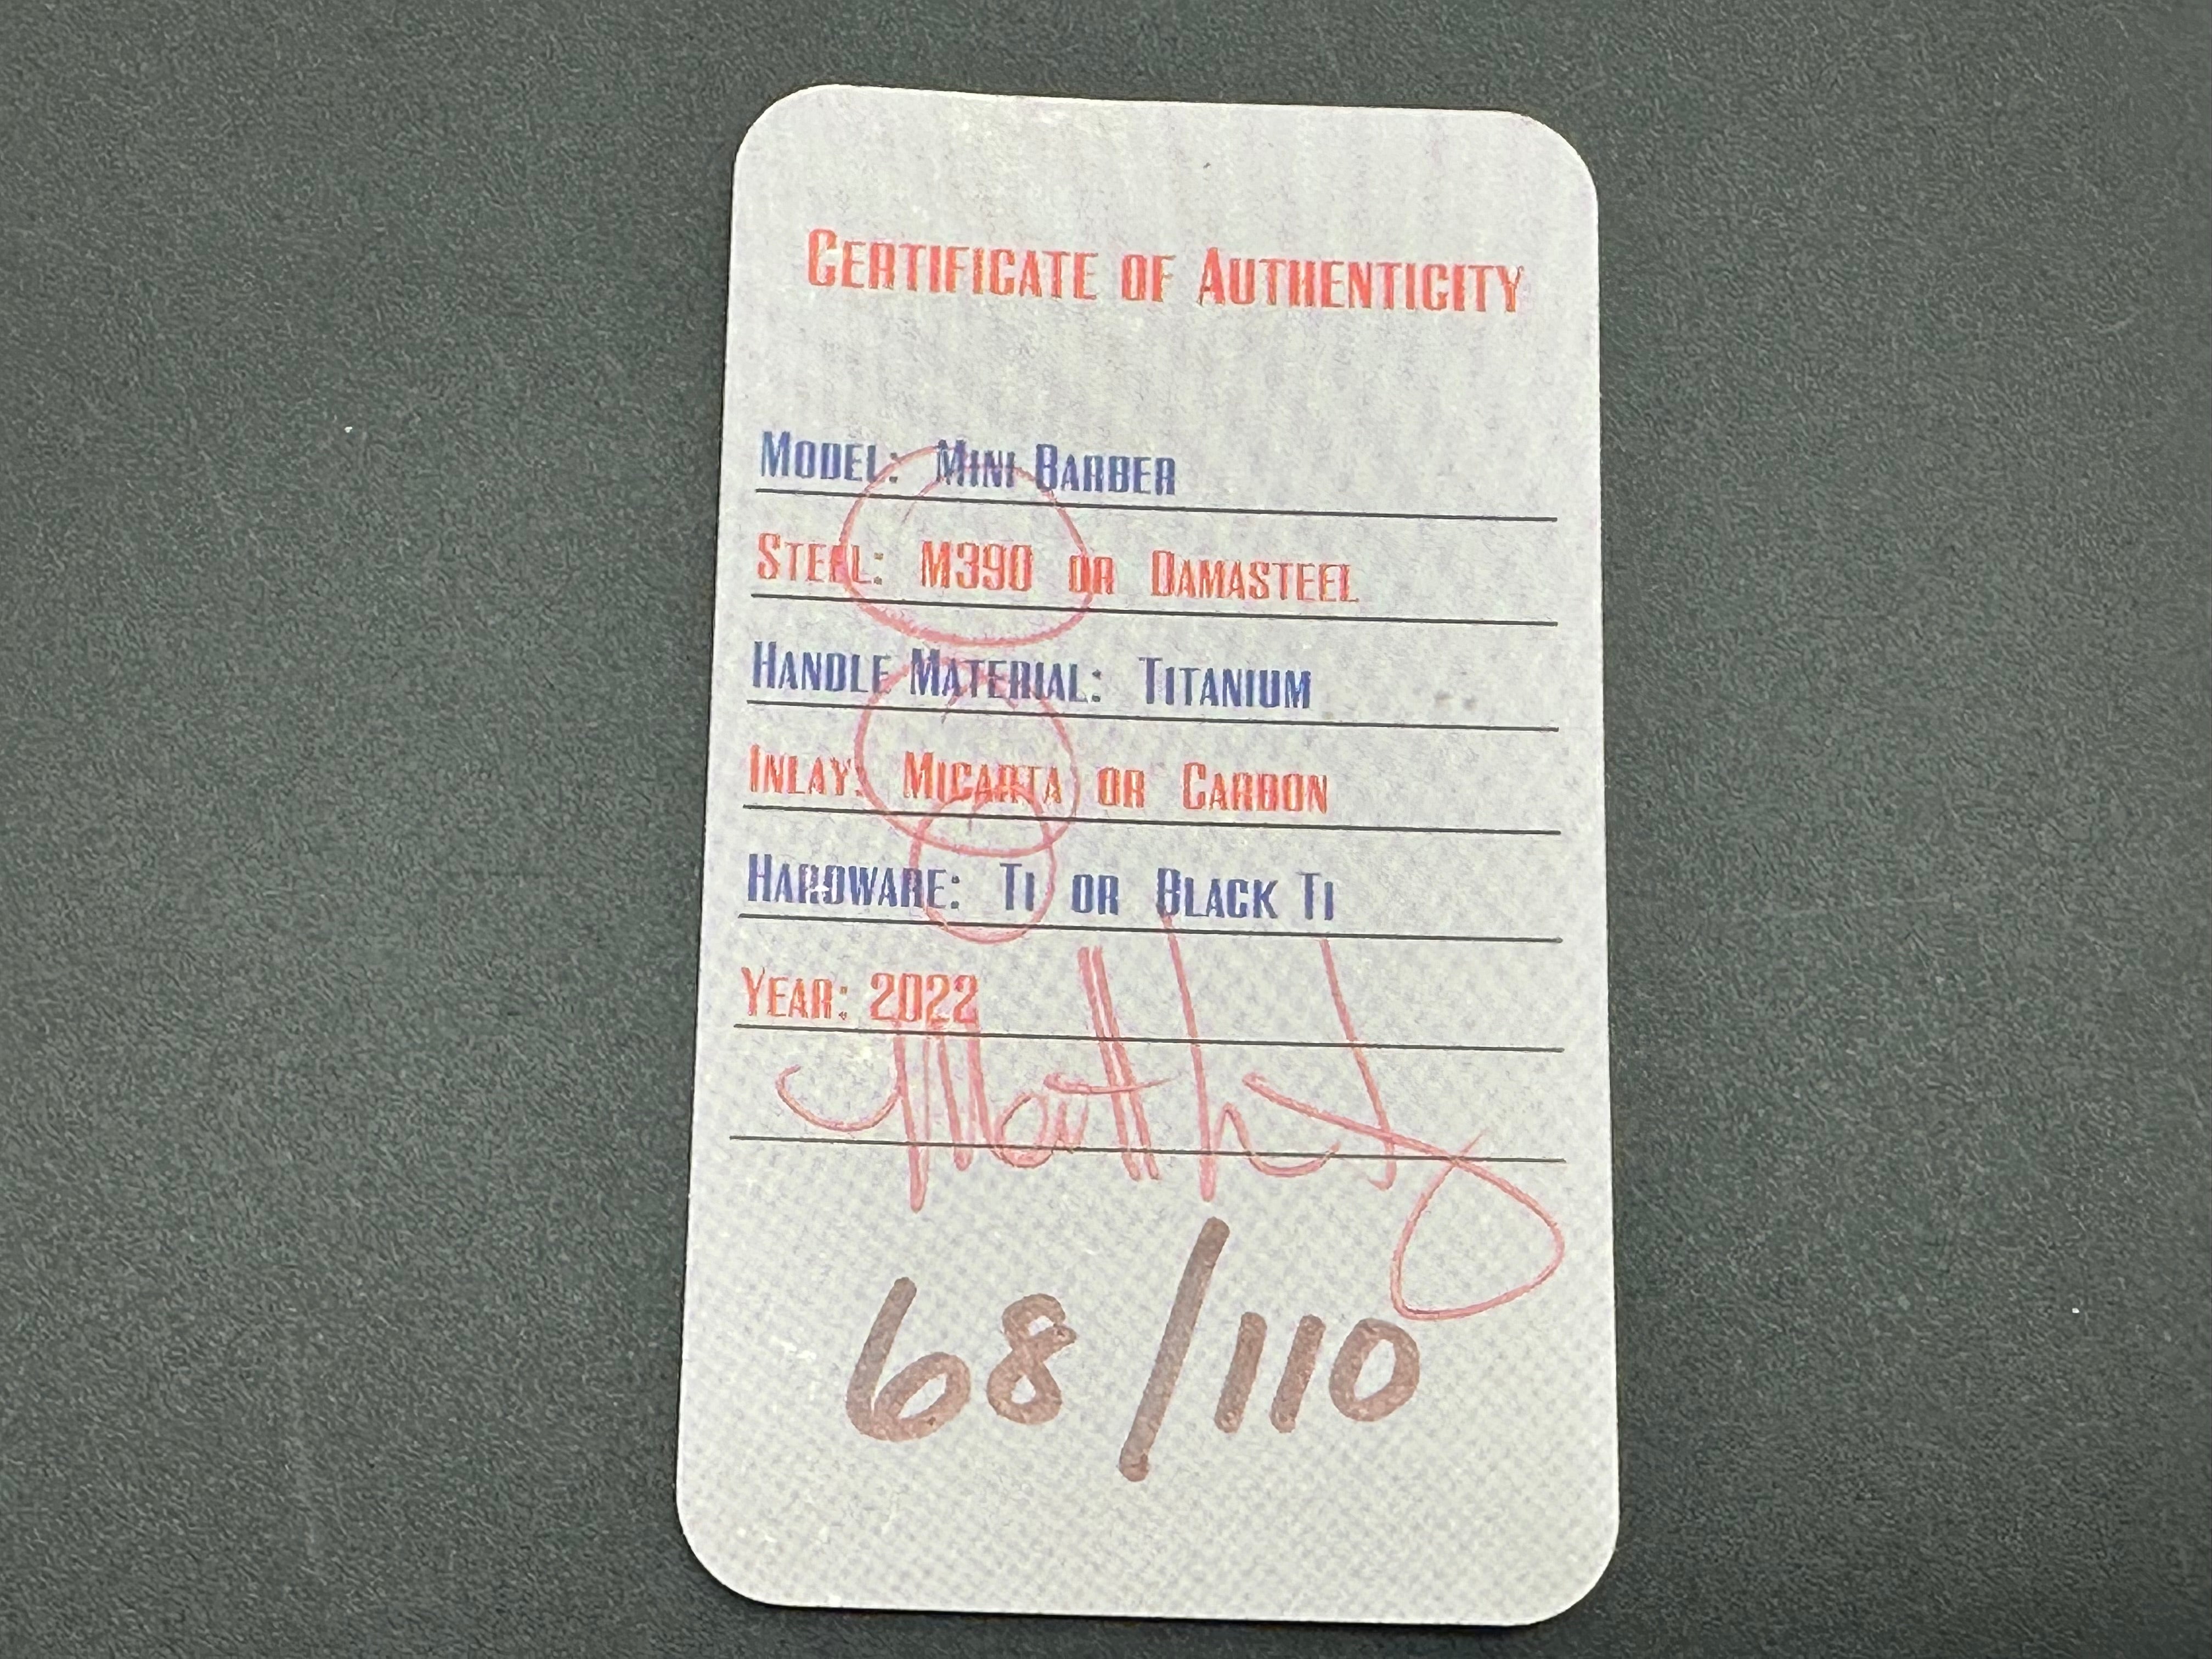 Certificate of Authenticity
Model: Mini Barber
Steel: M390 or Damasteel
Handle Material: Titanium
Inlay: Micarta or Carbon
Hardware: Ti or Black Ti
Year: 2022
68/110